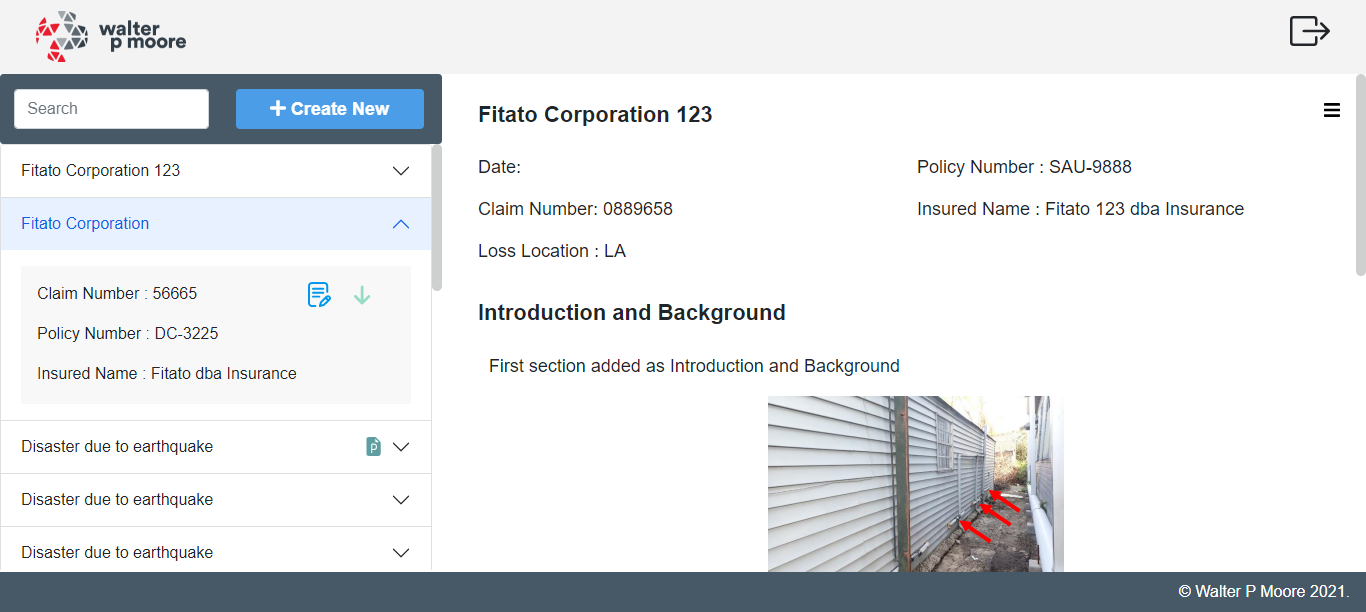 walter
p moore
Search
Create New
Fitato Corporation 123
Fitato Corporation
Claim Number : 56665
Policy Number : DC-3225
Insured Name : Fitato dba Insurance
Disaster due to earthquake
P
Disaster due to earthquake
Disaster due to earthquake
Fitato Corporation 123
Date:
Policy Number : SAU-9888
Claim Number: 0889658
Insured Name : Fitato 123 dba Insurance
Loss Location : LA
Introduction and Background
First section added as Introduction and Background
© Walter P Moore 2021.